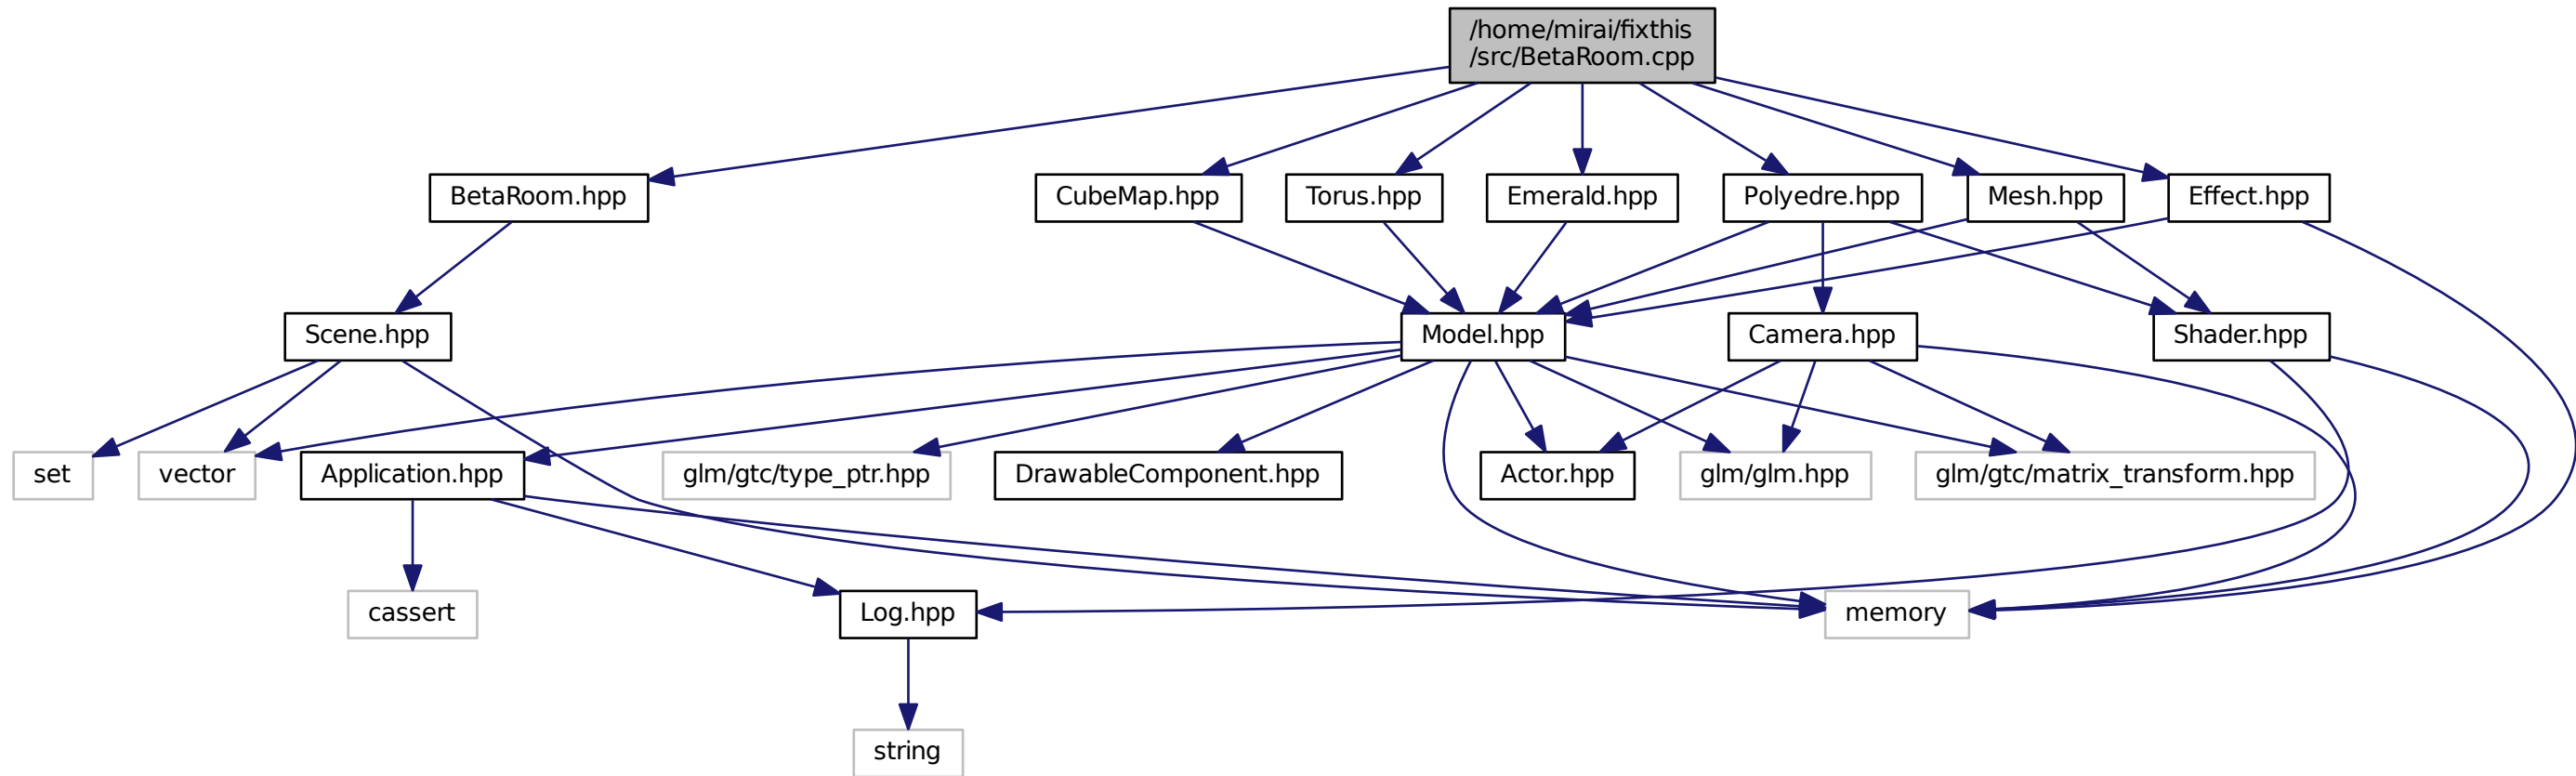 /home/mirai/fixthis
/src/BetaRoom.cpp
BetaRoom.hpp
CubeMap.hpp
Torus.hpp
Emerald.hpp
Polyedre.hpp
Mesh.hpp
Effect.hpp
Scene.hpp
Model.hpp
Camera.hpp
Shader.hpp
set
vector
Application.hpp
glm/gtc/type_ptr.hpp
DrawableComponent.hpp
Actor.hpp
glm/glm.hpp
glm/gtc/matrix_transform.hpp
cassert
Log.hpp
memory
string